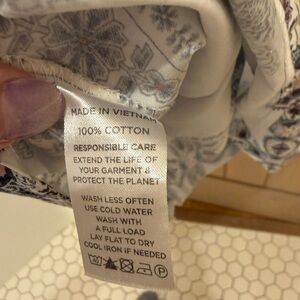 MADE IN VIETNAM
100% COTTON
RESPONSIBLE CARE
EXTEND THE LIFE OF
YOUR GARMENT &
PROTECT THE PLANET
WASH LESS OFTEN
USE COLD WATER
WASH WITH
A FULL LOAD
LAY FLAT TO DRY
COOL IRON IF NEEDED
P